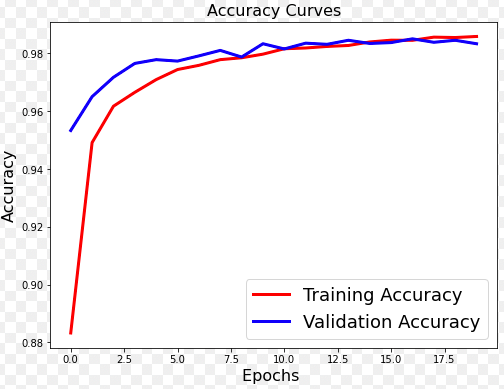 Accuracy Curves
0.98
0.96
0.94
0.92
0.90
0.88
Accuracy
Training Accuracy
Validation Accuracy
0.0 2.5 5.0 7.5 10.0 12.5 15.0 17.5
Epochs